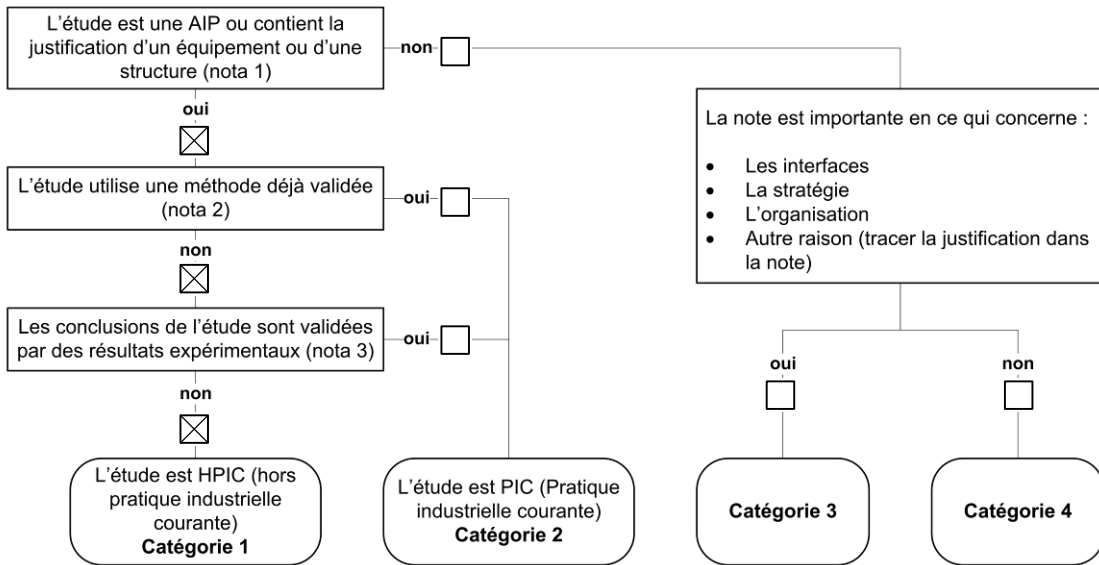 L’étude est une AIP ou contient la
justification d’un équipement ou d’une
structure (nota 1)
non
oui
La note est importante en ce qui concerne :
• Les interfaces
• La stratégie
• L’organisation
• Autre raison (tracer la justification dans
la note)
L’étude utilise une méthode déjà validée
(nota 2)
oui
non
Les conclusions de l’étude sont validées
par des résultats expérimentaux (nota 3)
oui
non
oui
non
L’étude est HPIC (hors
pratique industrielle
courante)
Catégorie 1
L’étude est PIC (Pratique
industrielle courante)
Catégorie 2
Catégorie 3
Catégorie 4